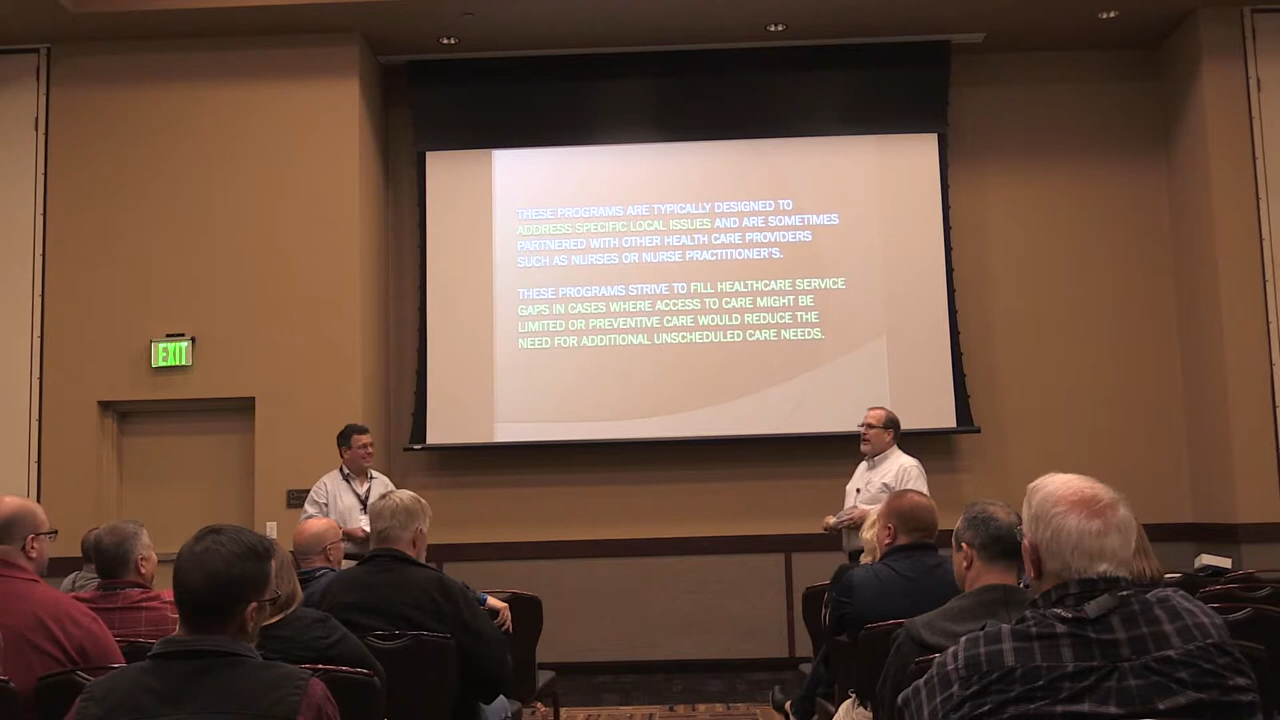 THESE PROGRAMS ARE TYPICALLY DESIGNED TO
ADDRESS SPECIFIC LOCAL ISSUES AND ARE SOMETIMES
PARTNERED WITH OTHER HEALTH CARE PROVIDERS
SUCH AS NURSES OR NURSE PRACTITIONER'S.
THESE PROGRAMS STRIVE TO FILL HEALTHCARE SERVICE
GAPS IN CASES WHERE ACCESS TO CARE MIGHT BE
LIMITED OR PREVENTIVE CARE WOULD REDUCE THE
NEED FOR ADDITIONAL UNSCHEDULED CARE NEEDS.
EXIT